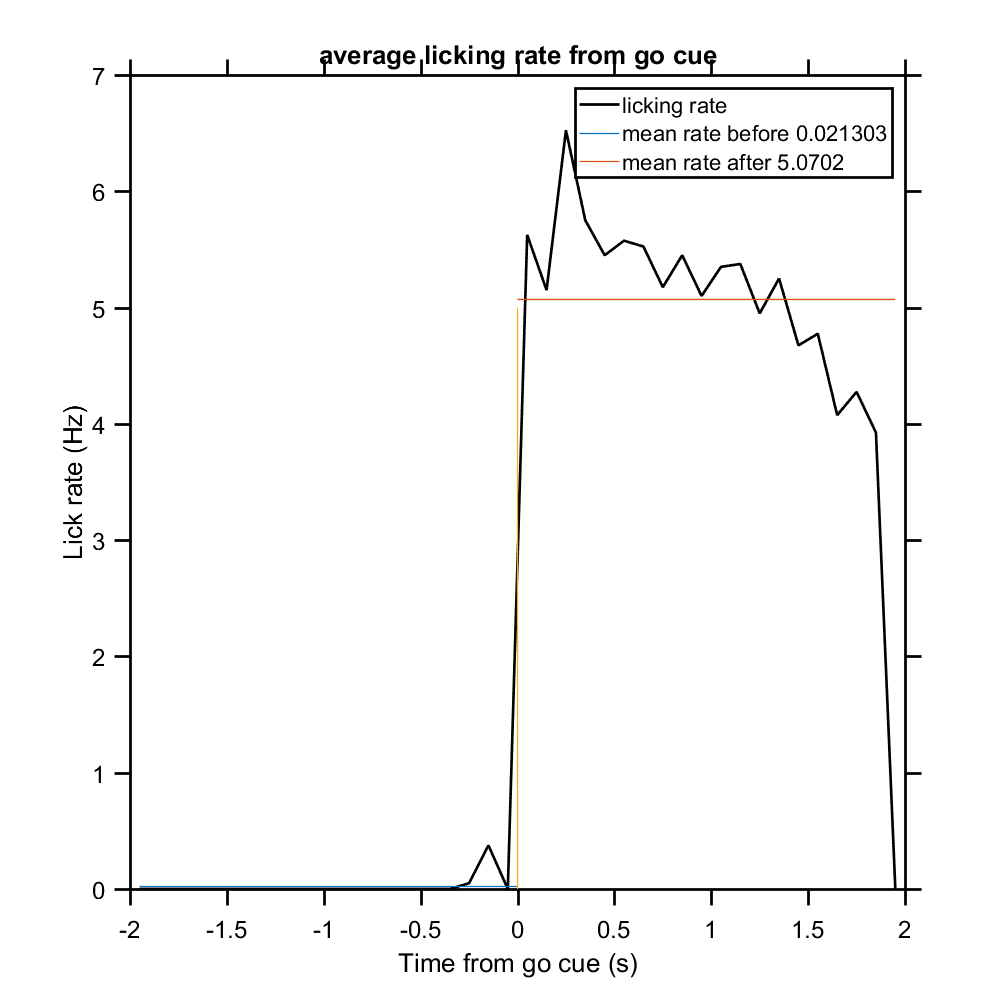 average licking rate from go cue
licking rate
mean rate before 0.021303
mean rate after 5.0702
7
6
5
4
3
2
1
0
Lick rate (Hz)
-2 -1.5 -1 -0.5 0 0.5 1 1.5 2
Time from go cue (s)